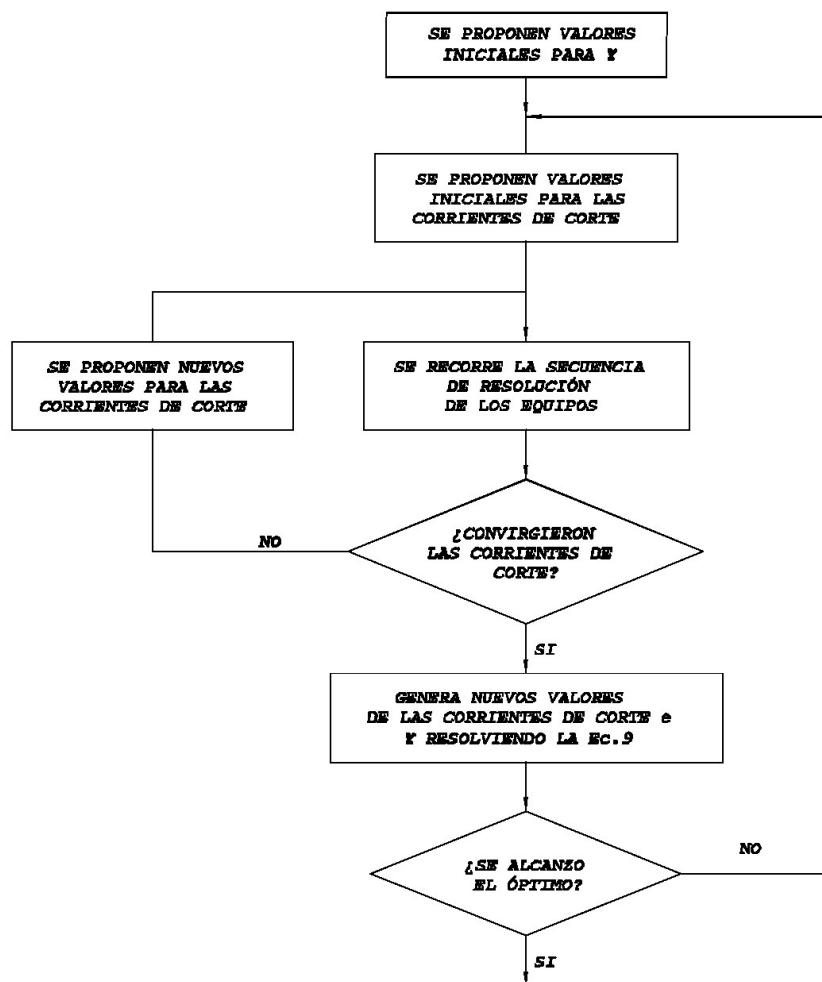 SE PROPONEN VALORES
INICIALES PARA Y
SE PROPONEN VALORES
INICIALES PARA LAS
CORRIENTES DE CORTE
SE PROPONEN NUEVOS
VALORES PARA LAS
CORRIENTES DE CORTE
SE RECORRE LA SECUENCIA
DE RESOLUCIÓN
DE LOS EQUIPOS
¿CONVIRGIERON
LAS CORRIENTES DE
CORTE?
NO
SI
GENERA NUEVOS VALORES
DE LAS CORRIENTES DE CORTE e
Y RESOLVIENDO LA Ec.9
¿SE ALCANZO
EL ÓPTIMO?
NO
SI